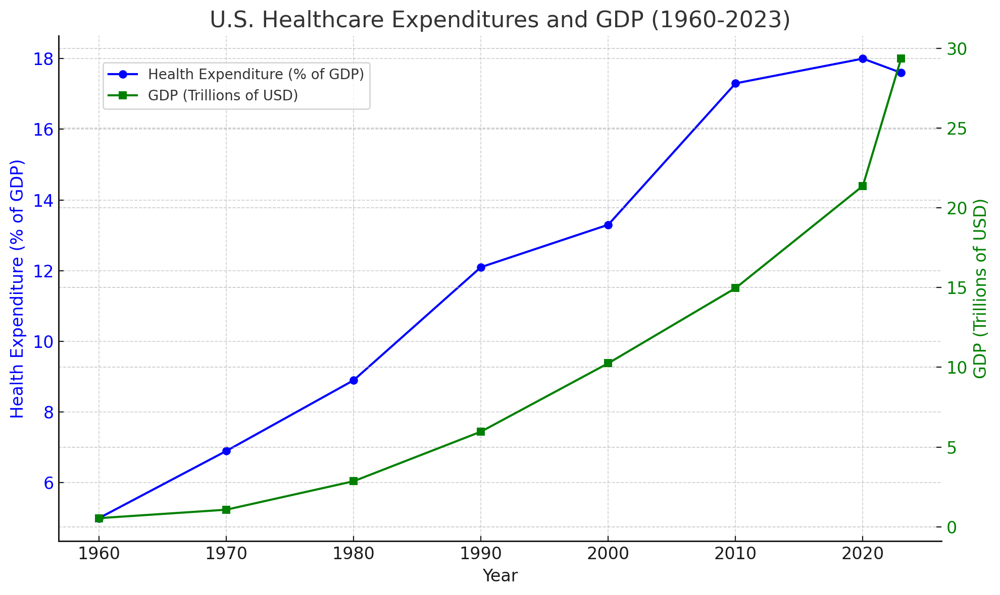 U.S. Healthcare Expenditures and GDP (1960-2023)
Health Expenditure (% of GDP)
GDP (Trillions of USD)
Health Expenditure (% of GDP)
18
16
14
12
10
8
6
30
25
20
15
10
5
0
GDP (Trillions of USD)
1960 1970 1980 1990 2000 2010 2020
Year